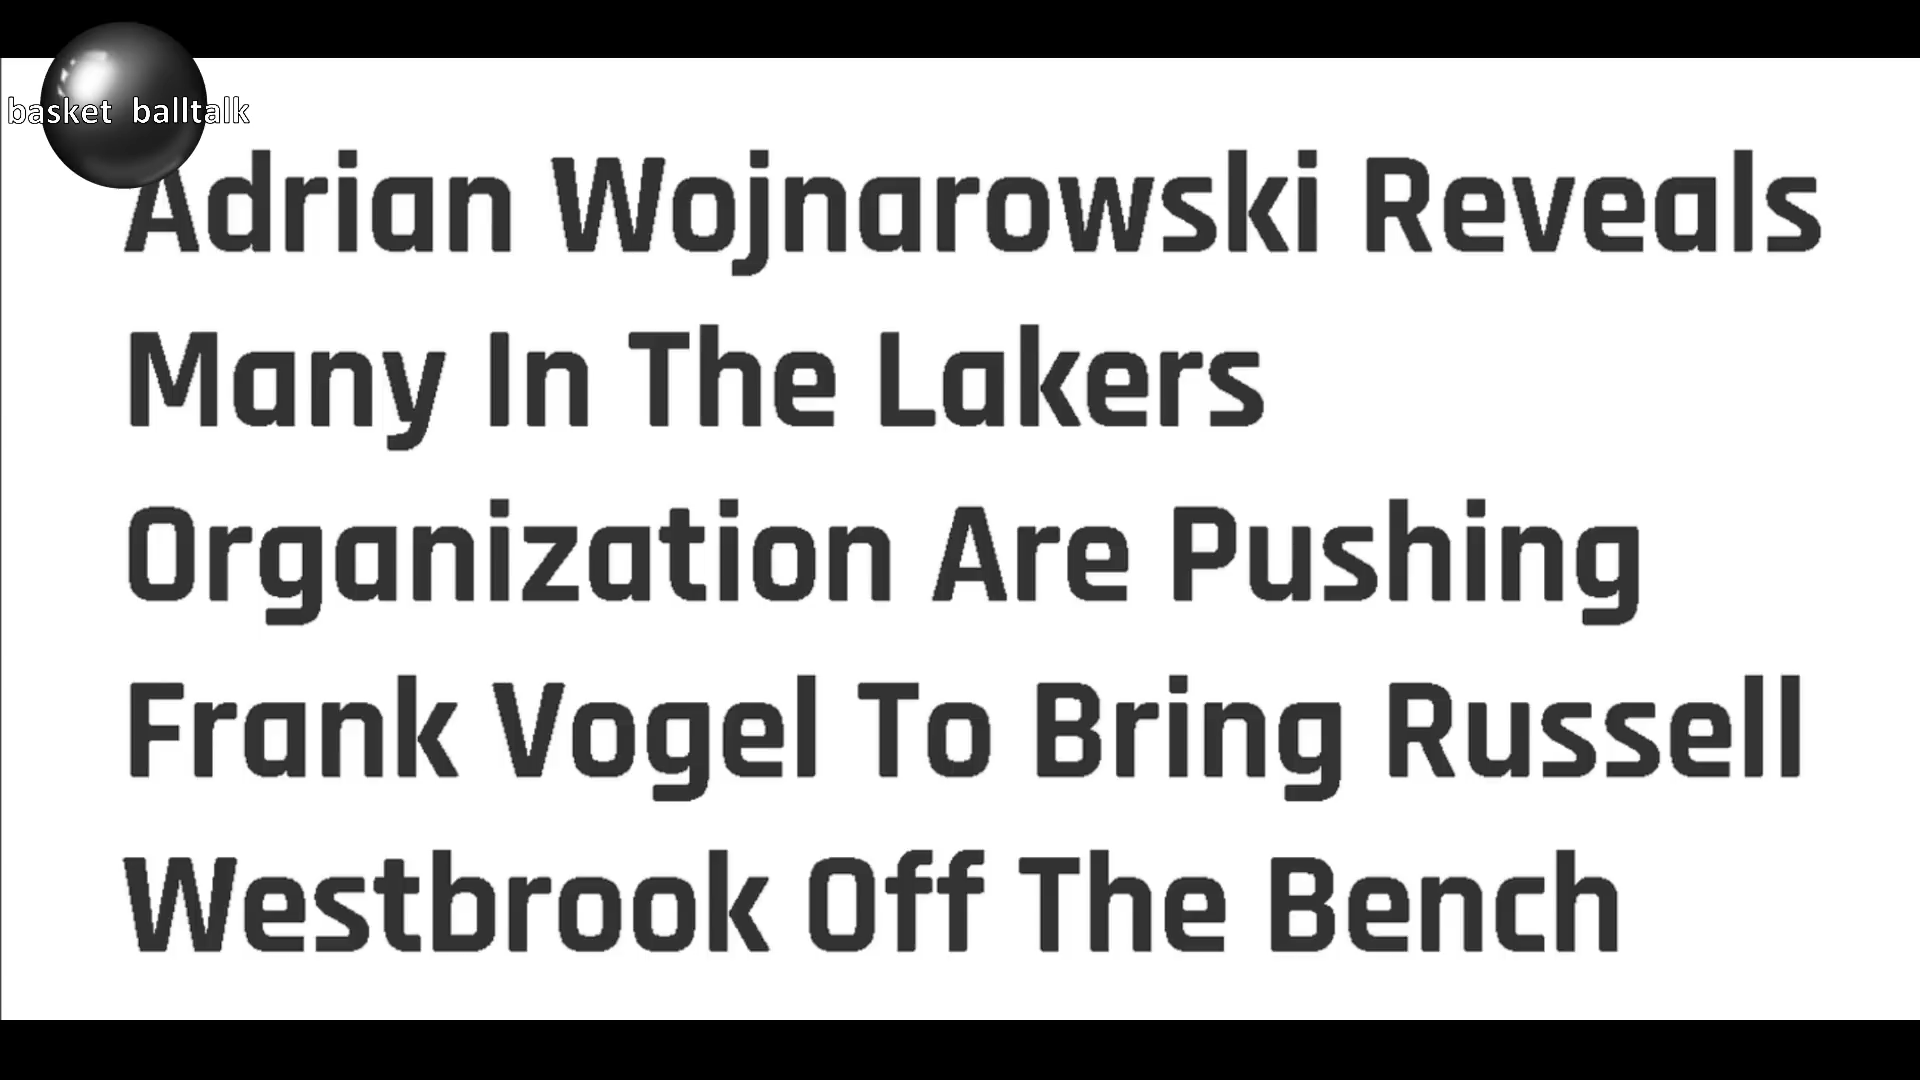 basket balltalk
Adrian Wojnarowski Reveals
Many In The Lakers
Organization Are Pushing
Frank Vogel To Bring Russell
Westbrook Off The Bench